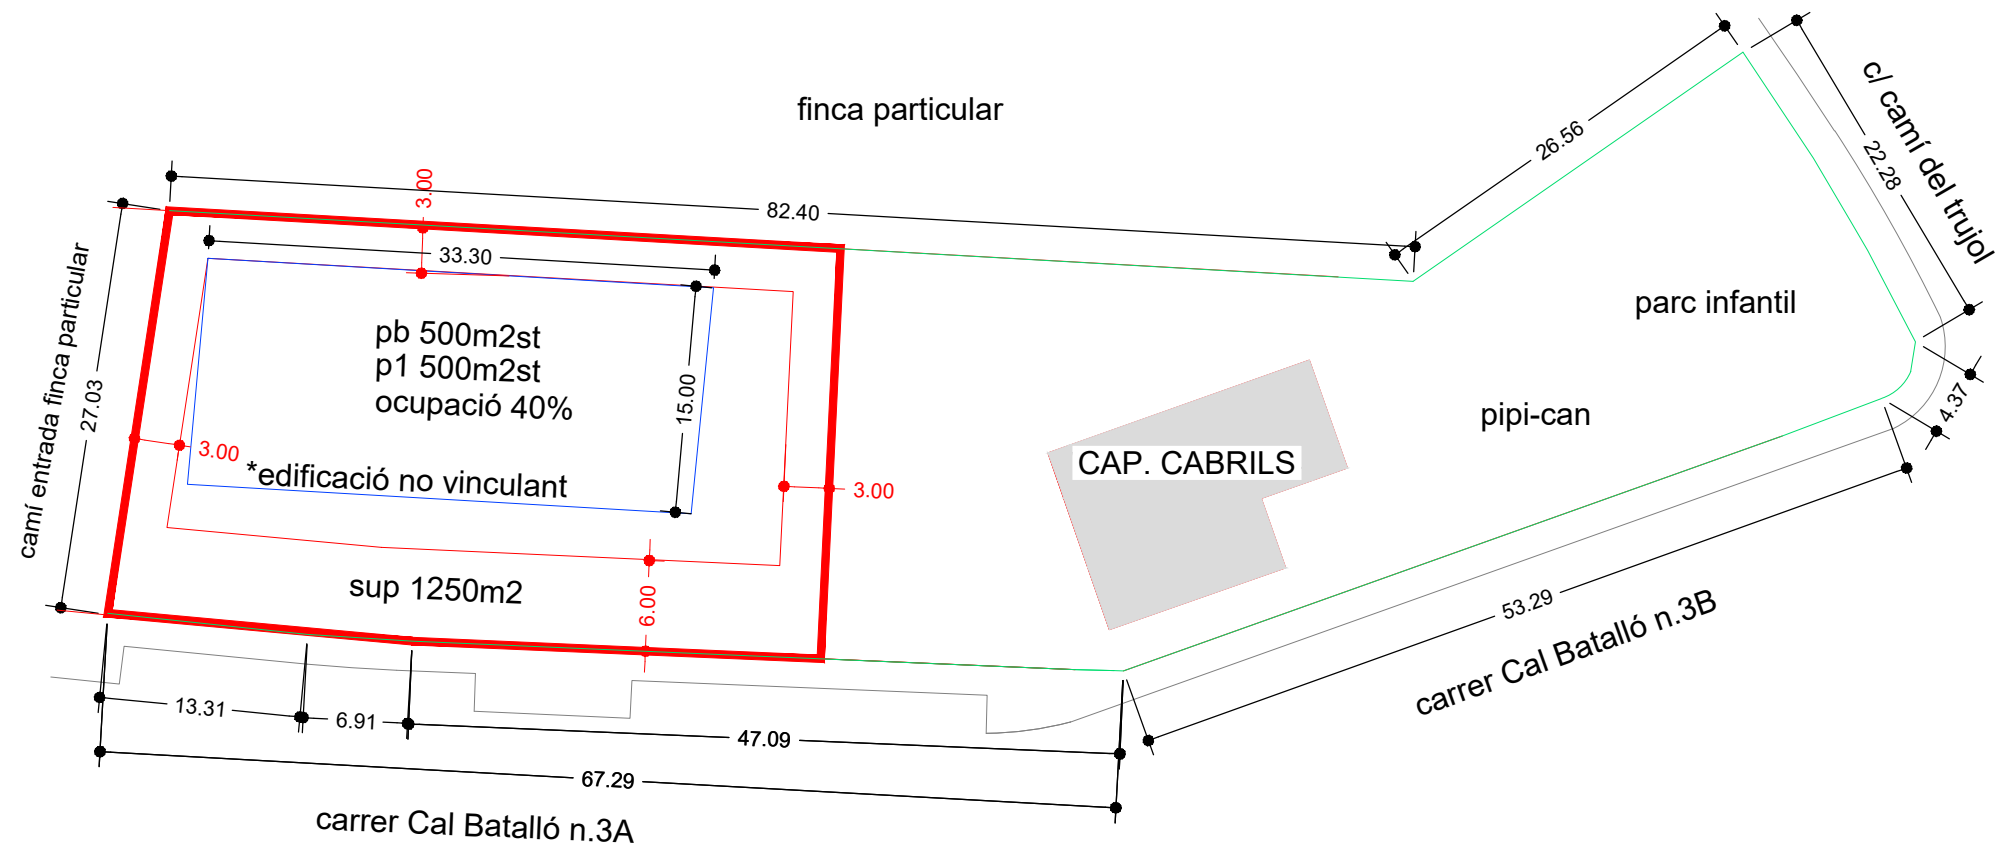 finca particular
26.56
c/ camí del trujol
22.28
3.00
82.40
33.30
camí entrada finca particular
27.03
pb 500m2st
p1 500m2st
ocupació 40%
15.00
3.00
*edificació no vinculant
3.00
parc infantil
pipi-can
CAP. CABRILS
4.37
sup 1250m2
6.00
53.29
carrer Cal Batalló n.3B
13.31
6.91
47.09
67.29
carrer Cal Batalló n.3A